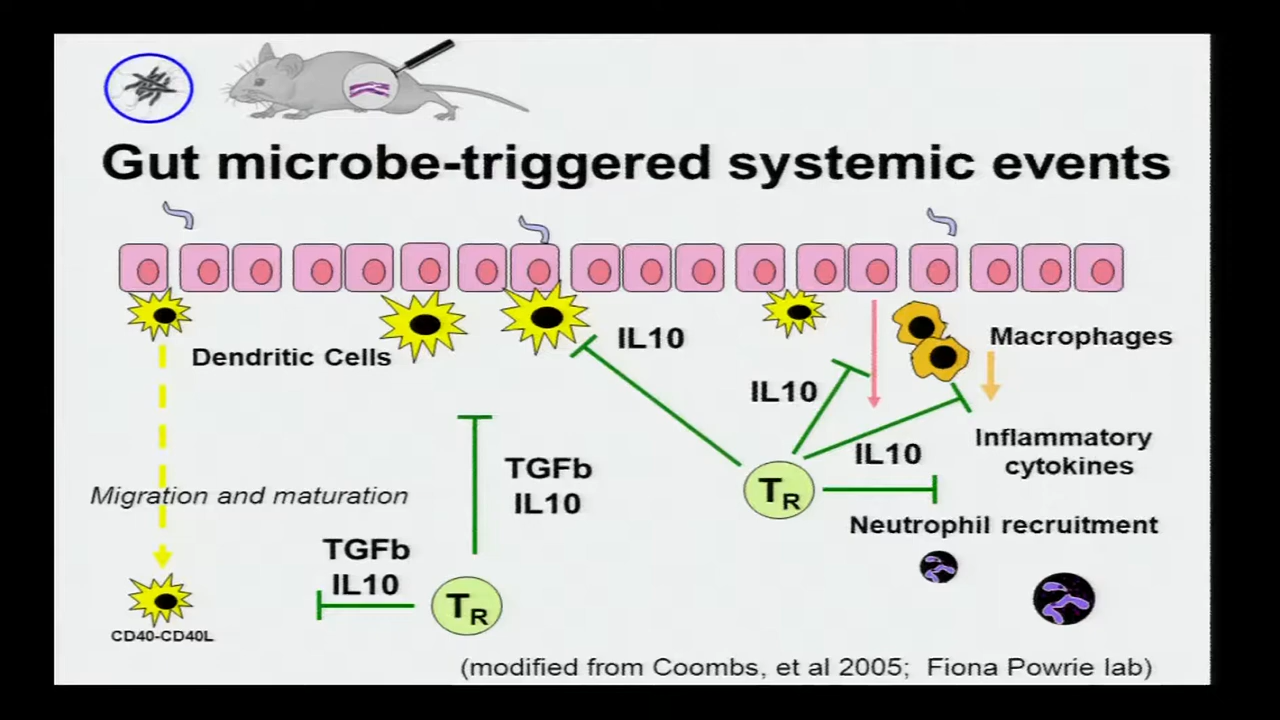 Gut microbe-triggered systemic events
IL10
Macrophages
Dendritic Cells
IL10
Inflammatory
cytokines
IL10
TGFb
IL10
TR
Migration and maturation
Neutrophil recruitment
TGFb
IL10
TR
CD40-CD40L
(modified from Coombs, et al 2005; Fiona Powrie lab)